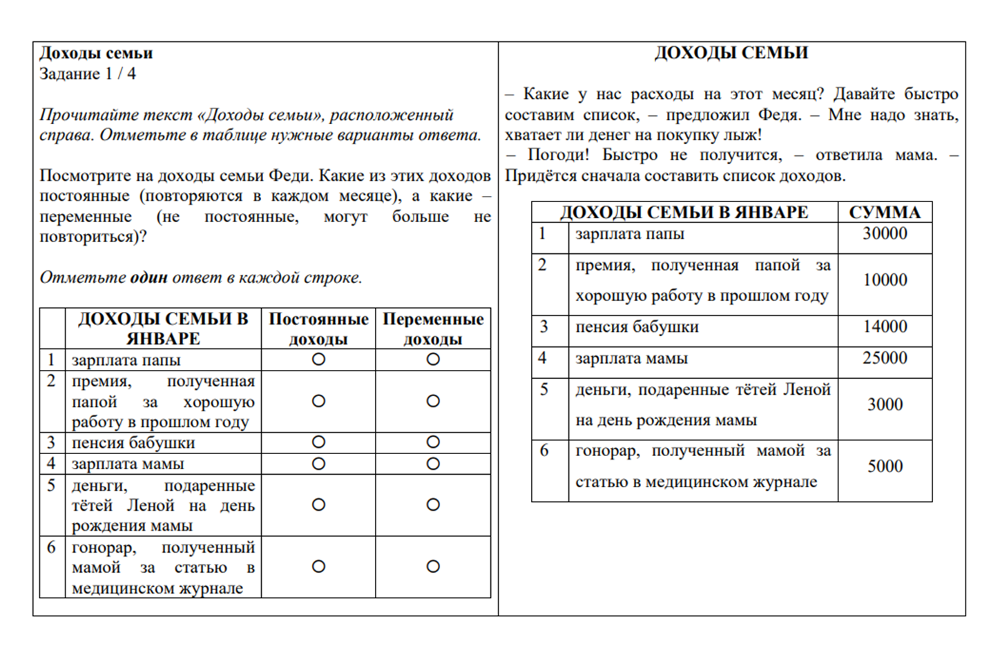 Доходы семьи
Задание 1 / 4
Прочитайте текст «Доходы семьи», расположенный
справа. Отметьте в таблице нужные варианты ответа.
Посмотрите на доходы семьи Феди. Какие из этих доходов
постоянные (повторяются в каждом месяце), а какие –
переменные (не постоянные, могут больше не
повториться)?
Отметьте один ответ в каждой строке.
ДОХОДЫ СЕМЬИ В ЯНВАРЕ Постоянные доходы Переменные доходы
1 зарплата папы
2 премия, полученная
папой за хорошую
работу в прошлом году
3 пенсия бабушки
4 зарплата мамы
5 деньги, подаренные
тётей Леной на день
рождения мамы
6 гонорар, полученный
мамой за статью в
медицинском журнале
ДОХОДЫ СЕМЬИ
– Какие у нас расходы на этот месяц? Давайте быстро
составим список, – предложил Федя. – Мне надо знать,
хватает ли денег на покупку лыж!
– Погоди! Быстро не получится, – ответила мама. –
Придётся сначала составить список доходов.
ДОХОДЫ СЕМЬИ В ЯНВАРЕ СУММА
1 зарплата папы 30000
2 премия, полученная папой за
хорошую работу в прошлом году 10000
3 пенсия бабушки 14000
4 зарплата мамы 25000
5 деньги, подаренные тётей Леной
на день рождения мамы 3000
6 гонорар, полученный мамой за
статью в медицинском журнале 5000